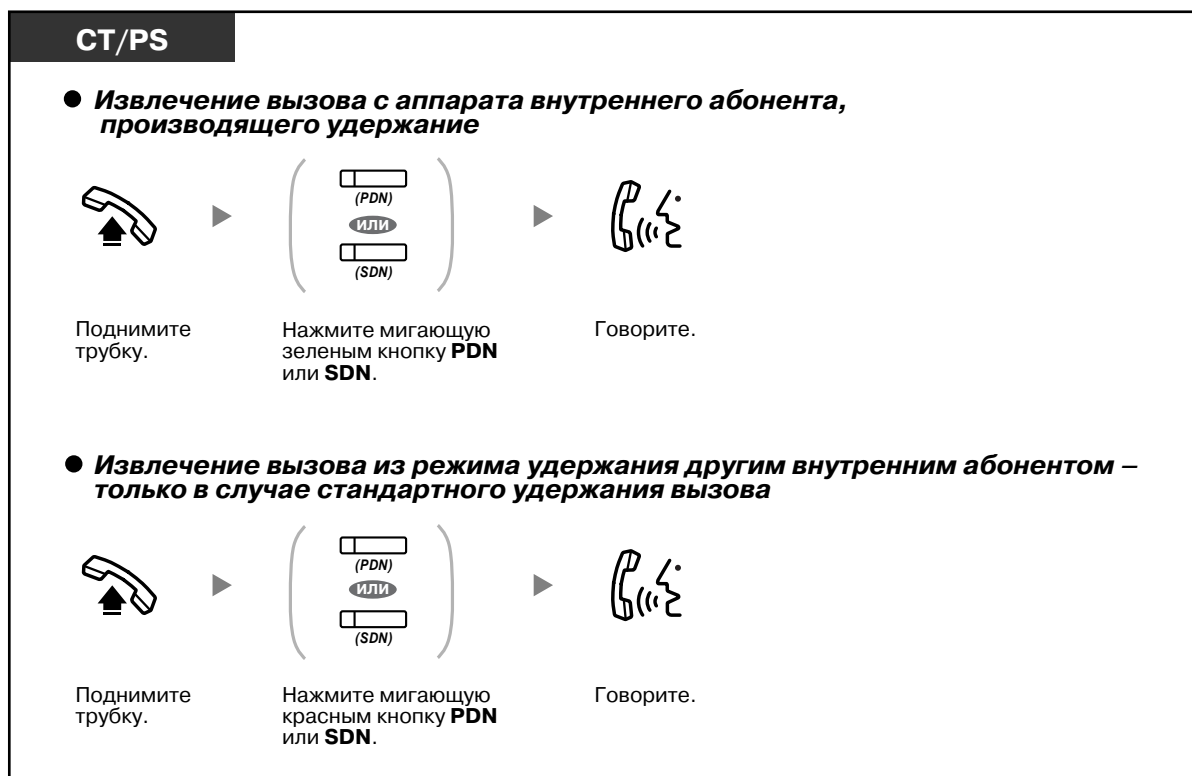 CT/PS
● Извлечение вызова с аппарата внутреннего абонента,
производящего удержание
(PDN)
или
(SDN)
Поднимите
трубку.
Нажмите мигающую
зеленым кнопку PDN
или SDN.
Говорите.
● Извлечение вызова из режима удержания другим внутренним абонентом –
только в случае стандартного удержания вызова
(PDN)
или
(SDN)
Поднимите
трубку.
Нажмите мигающую
красным кнопку PDN
или SDN.
Говорите.